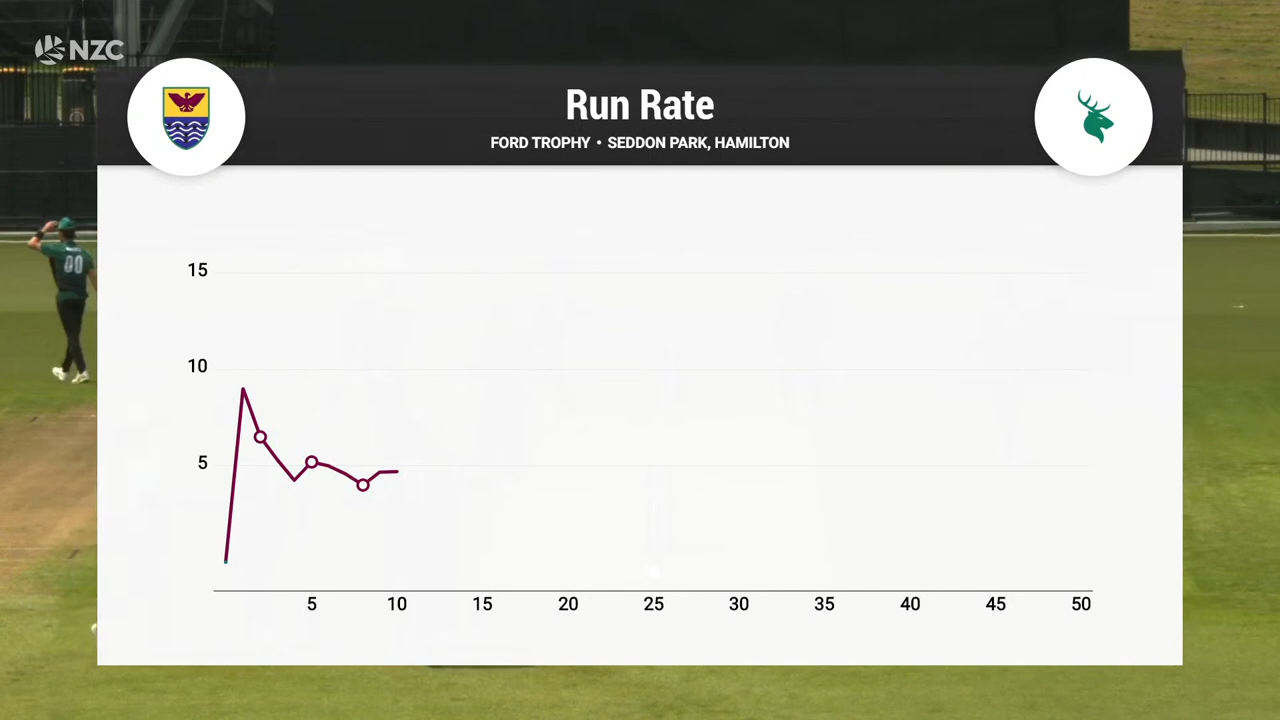 NZC
Run Rate
FORD TROPHY • SEDDON PARK, HAMILTON
00
15
10
5
5 10 15 20 25 30 35 40 45 50